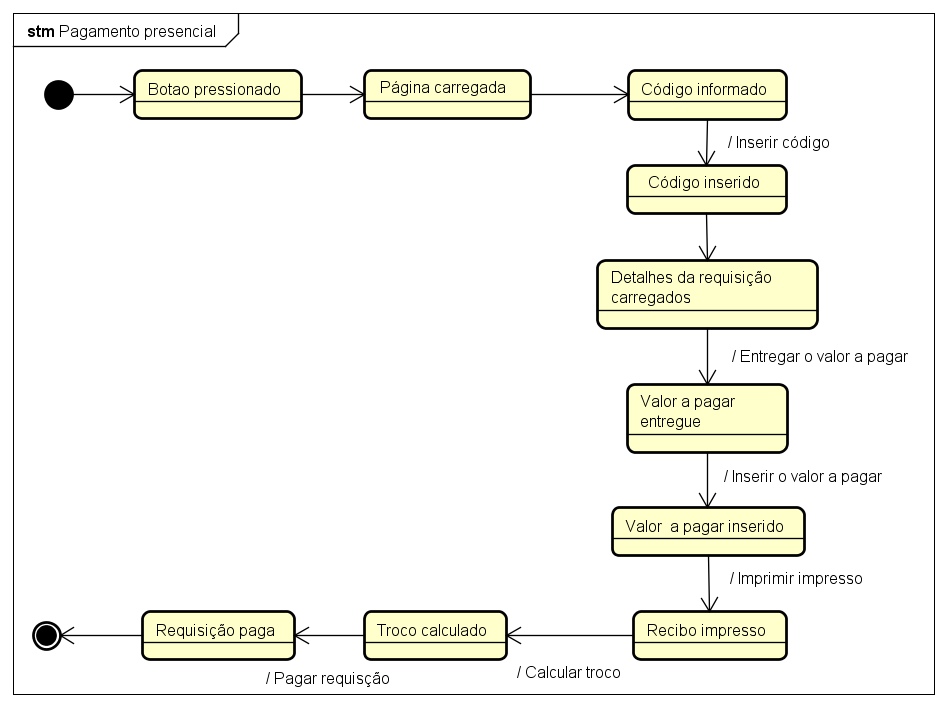 stm Pagamento presencial
Botao pressionado
Página carregada
Código informado
/ Inserir código
Código inserido
Detalhes da requisição
carregados
/ Entregar o valor a pagar
Valor a pagar
entregue
/ Inserir o valor a pagar
Valor  a pagar inserido
/ Imprimir impresso
Recibo impresso
/ Calcular troco
Troco calculado
/ Pagar requisção
Requisição paga